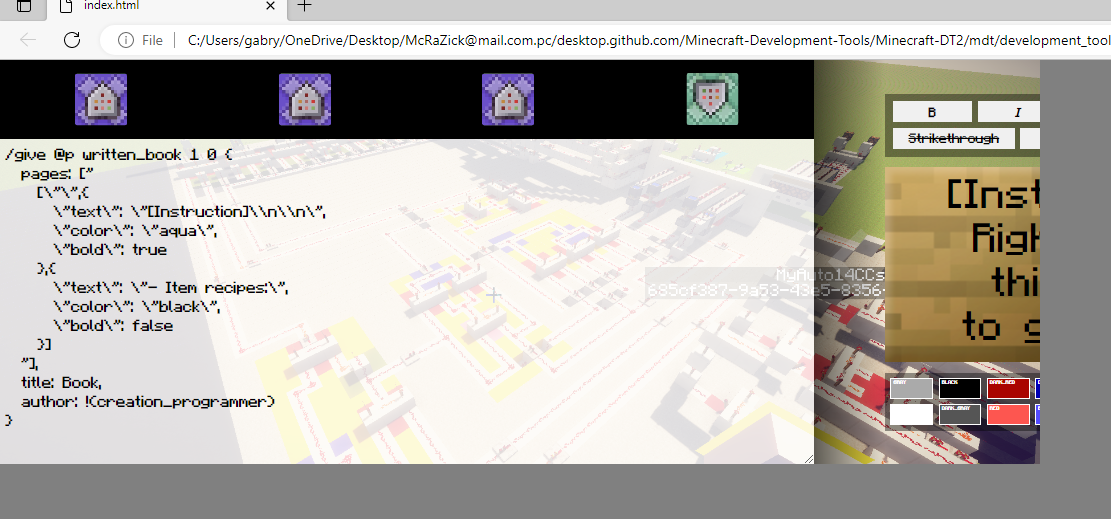 index.html
File
C:/Users/gabry/OneDrive/Desktop/McRaZick@mail.com.pc/desktop.github.com/Minecraft-Development-Tools/Minecraft-DT2/mdt/development_tool
B
I
Strikethrough
/give @p written_book 1 0 {
pages: ["
[\"\",{
\"text\": \"[Instruction]\\n\\n\",
\"color\": \"aqua\",
\"bold\": true
},{
\"text\": \"- Item recipes:\",
\"color\": \"black\",
\"bold\": false
}]
"],
title: Book,
author: !(creation_programmer)
}
MyAuto14CCs
695cf387-9a53-43e5-8356-
[Inst
Righ
thi
to g
GRAY
BLACK
DARK_RED
DARK_GRAY
RED